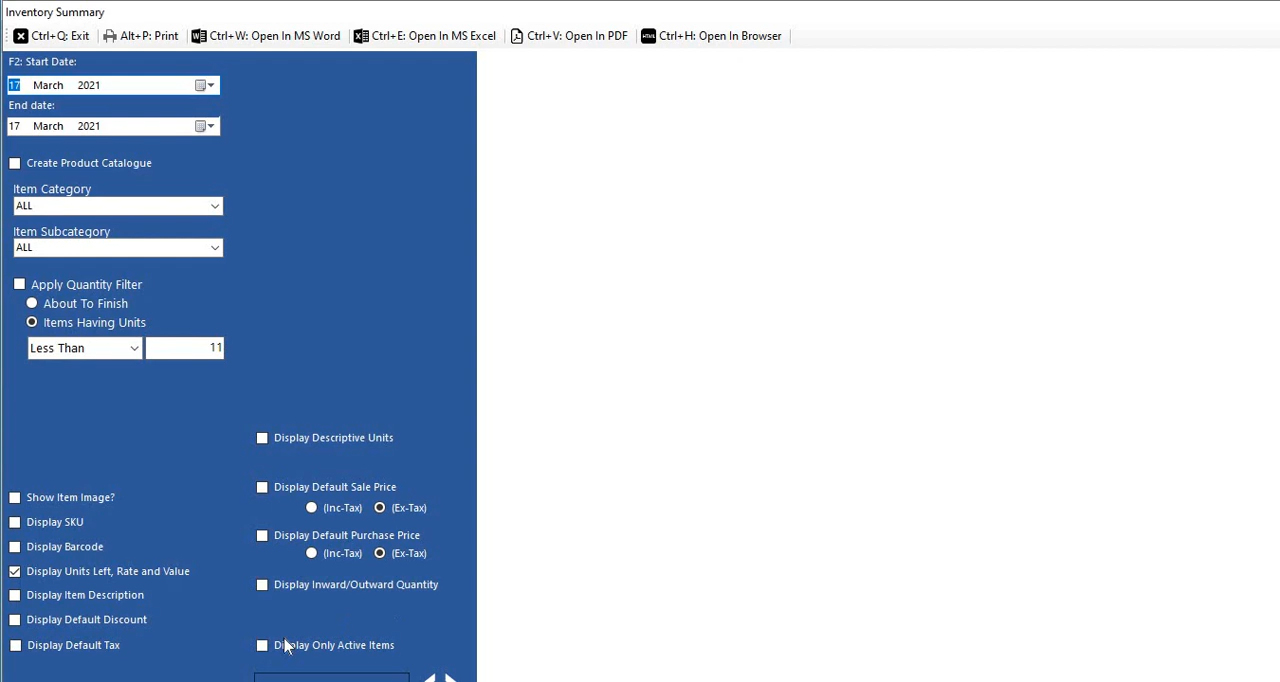 Inventory Summary
Ctrl+Q: Exit Alt+P: Print Ctrl+W: Open In MS Word Ctrl+E: Open In MS Excel Ctrl+V: Open In PDF Ctrl+H: Open In Browser
F2: Start Date:
17 March 2021
End date:
17 March 2021
Create Product Catalogue
Item Category
ALL
Item Subcategory
ALL
Apply Quantity Filter
About To Finish
Items Having Units
Less Than 11
Display Descriptive Units
Display Default Sale Price
(Inc-Tax) (Ex-Tax)
Display Default Purchase Price
(Inc-Tax) (Ex-Tax)
Display Inward/Outward Quantity
Display Only Active Items
Show Item Image?
Display SKU
Display Barcode
Display Units Left, Rate and Value
Display Item Description
Display Default Discount
Display Default Tax